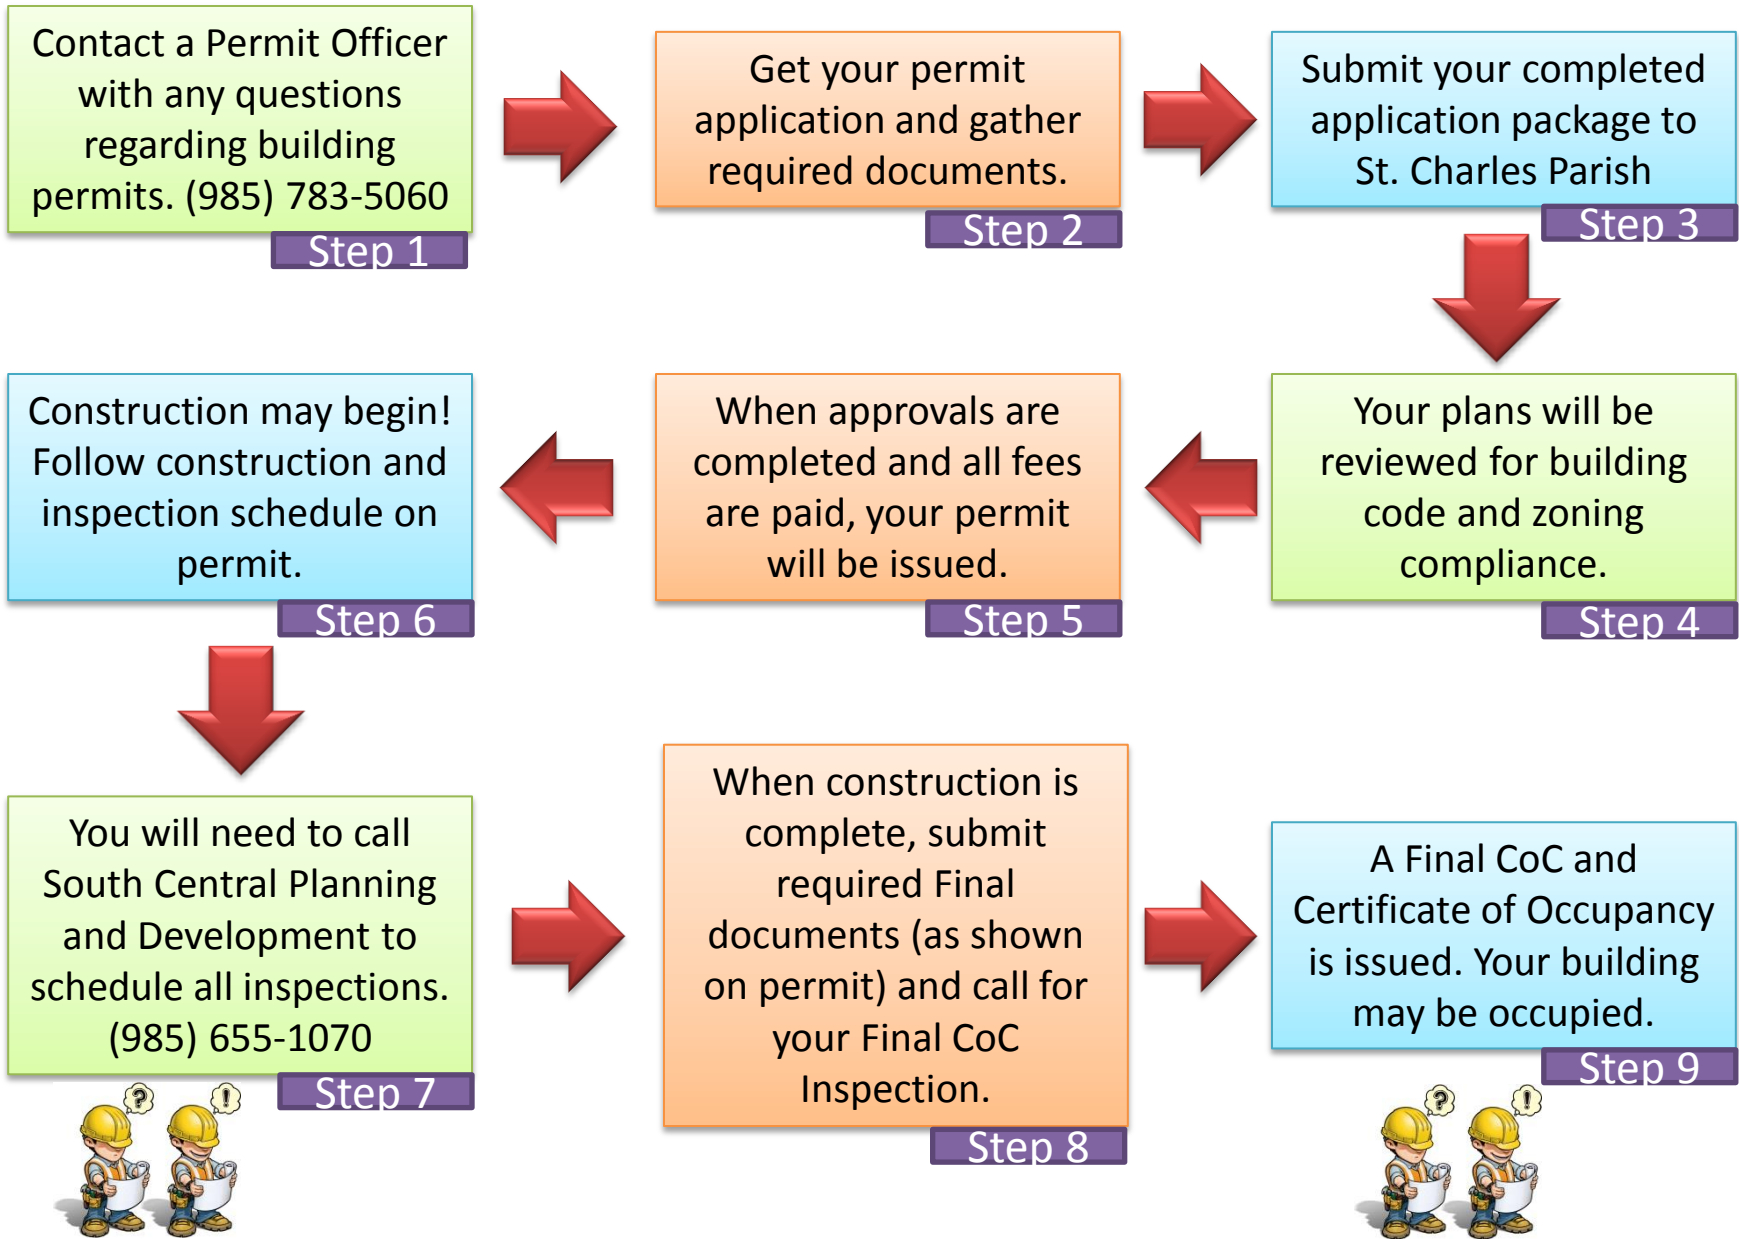 Contact a Permit Officer
with any questions
regarding building
permits. (985) 783-5060
Step 1
Get your permit
application and gather
required documents.
Step 2
Submit your completed
application package to
St. Charles Parish
Step 3
Your plans will be
reviewed for building
code and zoning
compliance.
Step 4
When approvals are
completed and all fees
are paid, your permit
will be issued.
Step 5
Construction may begin!
Follow construction and
inspection schedule on
permit.
Step 6
You will need to call
South Central Planning
and Development to
schedule all inspections.
(985) 655-1070
Step 7
?
!
When construction is
complete, submit
required Final
documents (as shown
on permit) and call for
your Final CoC
Inspection.
Step 8
A Final CoC and
Certificate of Occupancy
is issued. Your building
may be occupied.
Step 9
?
!